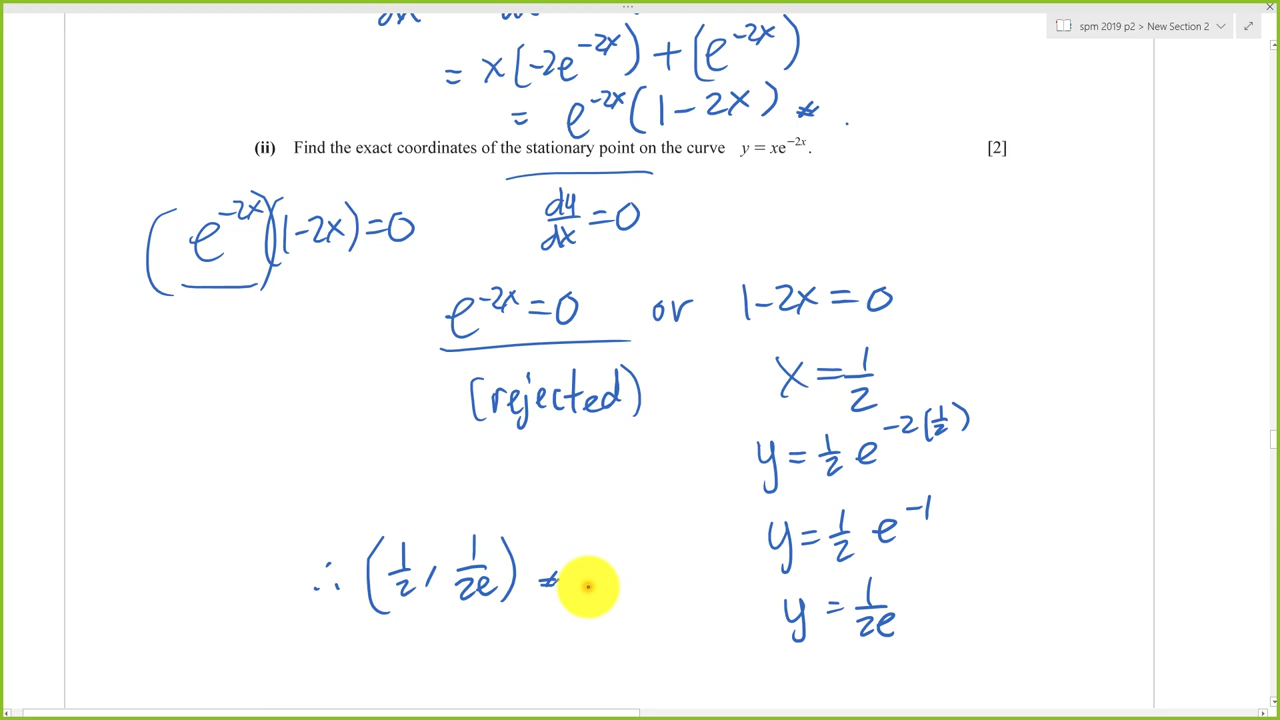 spm 2019 p2 > New Section 2
= x(-2e^{-2x}) + (e^{-2x})
= e^{-2x}(1-2x) *.
(ii) Find the exact coordinates of the stationary point on the curve y = xe^{-2x}. [2]
(e^{-2x})(1-2x)=0
dy/dx = 0
e^{-2x} = 0 or 1-2x = 0
(rejected)
x = 1/2
y = 1/2 e^{-2(1/2)}
y = 1/2 e^{-1}
y = 1/2e
∴ (1/2, 1/2e) *